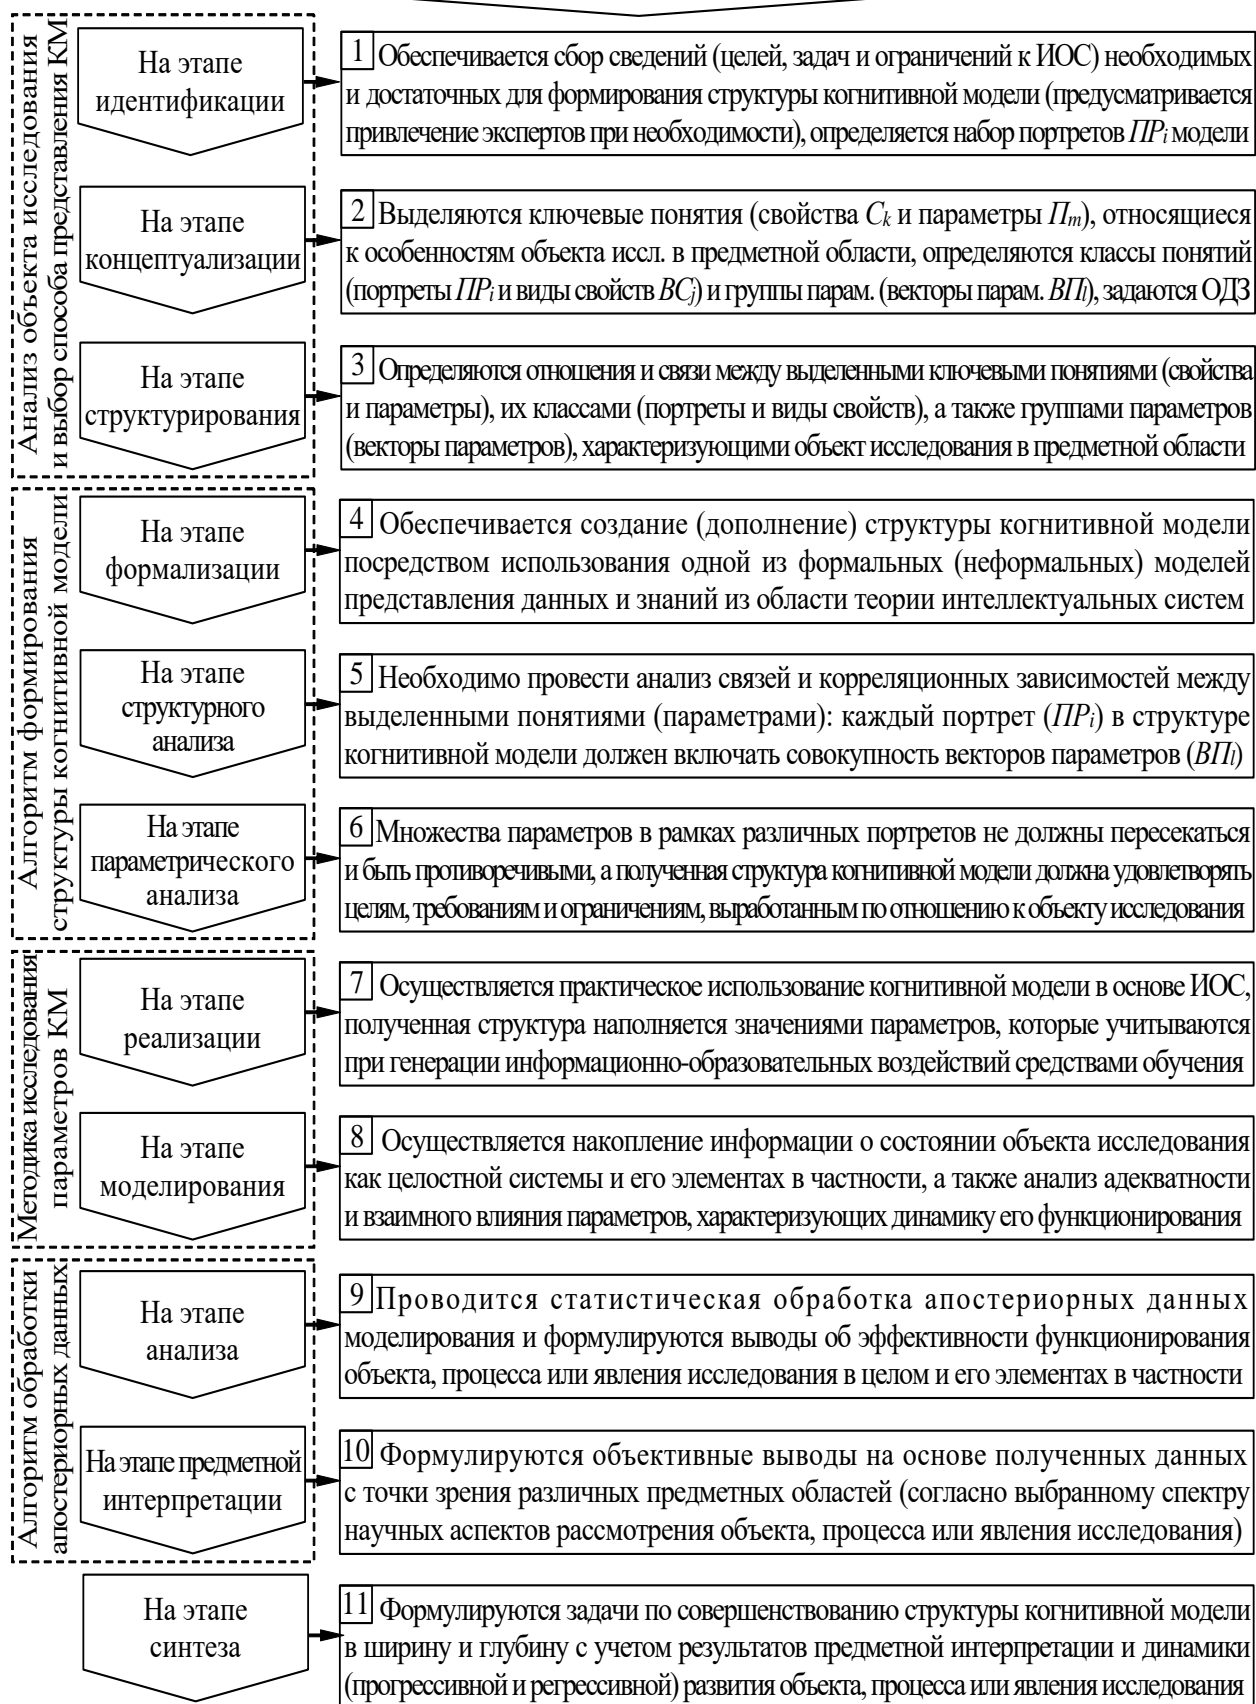 Анализ объекта исследования
и выбор способа представления КМ
На этапе
идентификации
1 Обеспечивается сбор сведений (целей, задач и ограничений к ИОС) необходимых
и достаточных для формирования структуры когнитивной модели (предусматривается
привлечение экспертов при необходимости), определяется набор портретов ПРi модели
На этапе
концептуализации
2 Выделяются ключевые понятия (свойства Ck и параметры Пm), относящиеся
к особенностям объекта иссл. в предметной области, определяются классы понятий
(портреты ПРi и виды свойств ВСj) и группы парам. (векторы парам. ВПl), задаются ОДЗ
На этапе
структурирования
3 Определяются отношения и связи между выделенными ключевыми понятиями (свойства
и параметры), их классами (портреты и виды свойств), а также группами параметров
(векторы параметров), характеризующими объект исследования в предметной области
Алгоритм формирования
структуры когнитивной модели
На этапе
формализации
4 Обеспечивается создание (дополнение) структуры когнитивной модели
посредством использования одной из формальных (неформальных) моделей
представления данных и знаний из области теории интеллектуальных систем
На этапе
структурного
анализа
5 Необходимо провести анализ связей и корреляционных зависимостей между
выделенными понятиями (параметрами): каждый портрет (ПРi) в структуре
когнитивной модели должен включать совокупность векторов параметров (ВПl)
На этапе
параметрического
анализа
6 Множества параметров в рамках различных портретов не должны пересекаться
и быть противоречивыми, а полученная структура когнитивной модели должна удовлетворять
целям, требованиям и ограничениям, выработанным по отношению к объекту исследования
Методика исследования
параметров КМ
На этапе
реализации
7 Осуществляется практическое использование когнитивной модели в основе ИОС,
полученная структура наполняется значениями параметров, которые учитываются
при генерации информационно-образовательных воздействий средствами обучения
На этапе
моделирования
8 Осуществляется накопление информации о состоянии объекта исследования
как целостной системы и его элементах в частности, а также анализ адекватности
и взаимного влияния параметров, характеризующих динамику его функционирования
Алгоритм обработки
апостериорных данных
На этапе
анализа
9 Проводится статистическая обработка апостериорных данных
моделирования и формулируются выводы об эффективности функционирования
объекта, процесса или явления исследования в целом и его элементах в частности
На этапе предметной
интерпретации
10 Формулируются объективные выводы на основе полученных данных
с точки зрения различных предметных областей (согласно выбранному спектру
научных аспектов рассмотрения объекта, процесса или явления исследования)
На этапе
синтеза
11 Формулируются задачи по совершенствованию структуры когнитивной модели
в ширину и глубину с учетом результатов предметной интерпретации и динамики
(прогрессивной и регрессивной) развития объекта, процесса или явления исследования